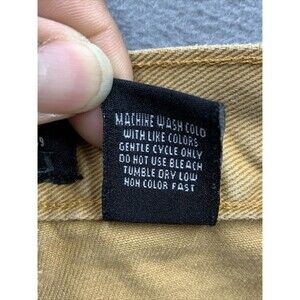 MACHINE WASH COLD
WITH LIKE COLORS
GENTLE CYCLE ONLY
DO NOT USE BLEACH
TUMBLE DRY LOW
NON COLOR FAST